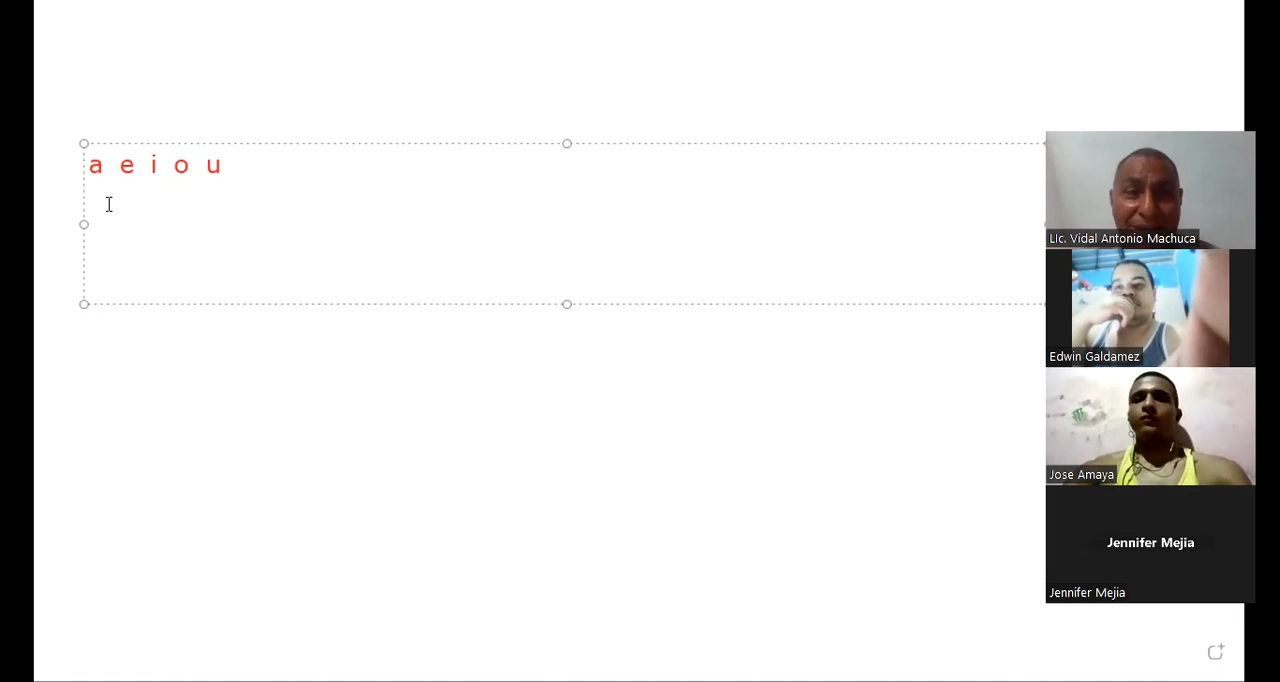 a e i o u
LIc. Vidal Antonio Machuca
Edwin Galdamez
Jose Amaya
Jennifer Mejia
Jennifer Mejia